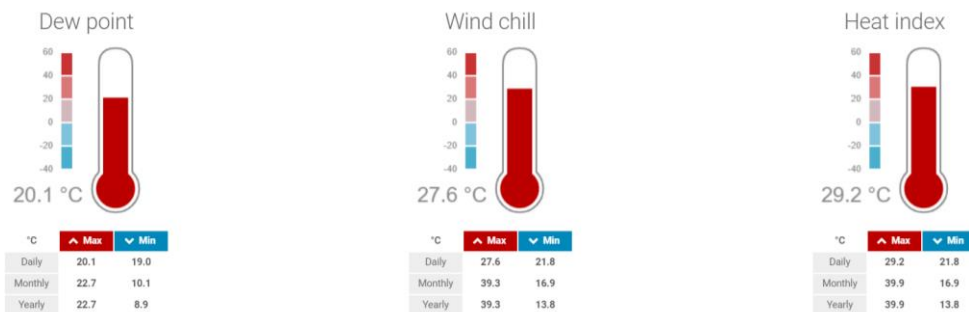 Dew point
60
40
20
0
-20
-40
20.1 °C
°C Max Min
Daily 20.1 19.0
Monthly 22.7 10.1
Yearly 22.7 8.9
Wind chill
60
40
20
0
-20
-40
27.6 °C
°C Max Min
Daily 27.6 21.8
Monthly 39.3 16.9
Yearly 39.3 13.8
Heat index
60
40
20
0
-20
-40
29.2 °C
°C Max Min
Daily 29.2 21.8
Monthly 39.9 16.9
Yearly 39.9 13.8